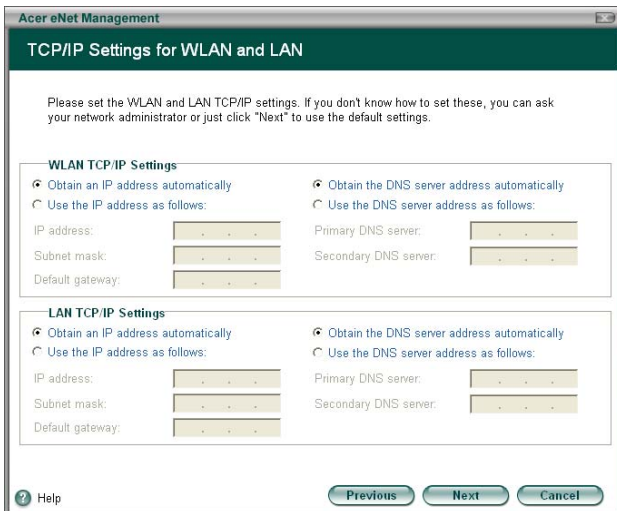 Acer eNet Management
TCP/IP Settings for WLAN and LAN
Please set the WLAN and LAN TCP/IP settings. If you don't know how to set these, you can ask
your network administrator or just click "Next" to use the default settings.
WLAN TCP/IP Settings
Obtain an IP address automatically
Use the IP address as follows:
IP address:
Subnet mask:
Default gateway:
Obtain the DNS server address automatically
Use the DNS server address as follows:
Primary DNS server:
Secondary DNS server:
LAN TCP/IP Settings
Obtain an IP address automatically
Use the IP address as follows:
IP address:
Subnet mask:
Default gateway:
Obtain the DNS server address automatically
Use the DNS server address as follows:
Primary DNS server:
Secondary DNS server:
? Help
Previous
Next
Cancel